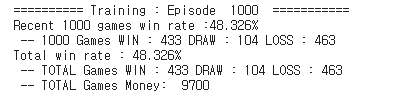 ========== Training : Episode  1000  ===========
Recent 1000 games win rate :48.326%
 -- 1000 Games WIN : 433 DRAW : 104 LOSS : 463
Total win rate : 48.326%
 -- TOTAL Games WIN : 433 DRAW : 104 LOSS : 463
 -- TOTAL Games Money:  9700